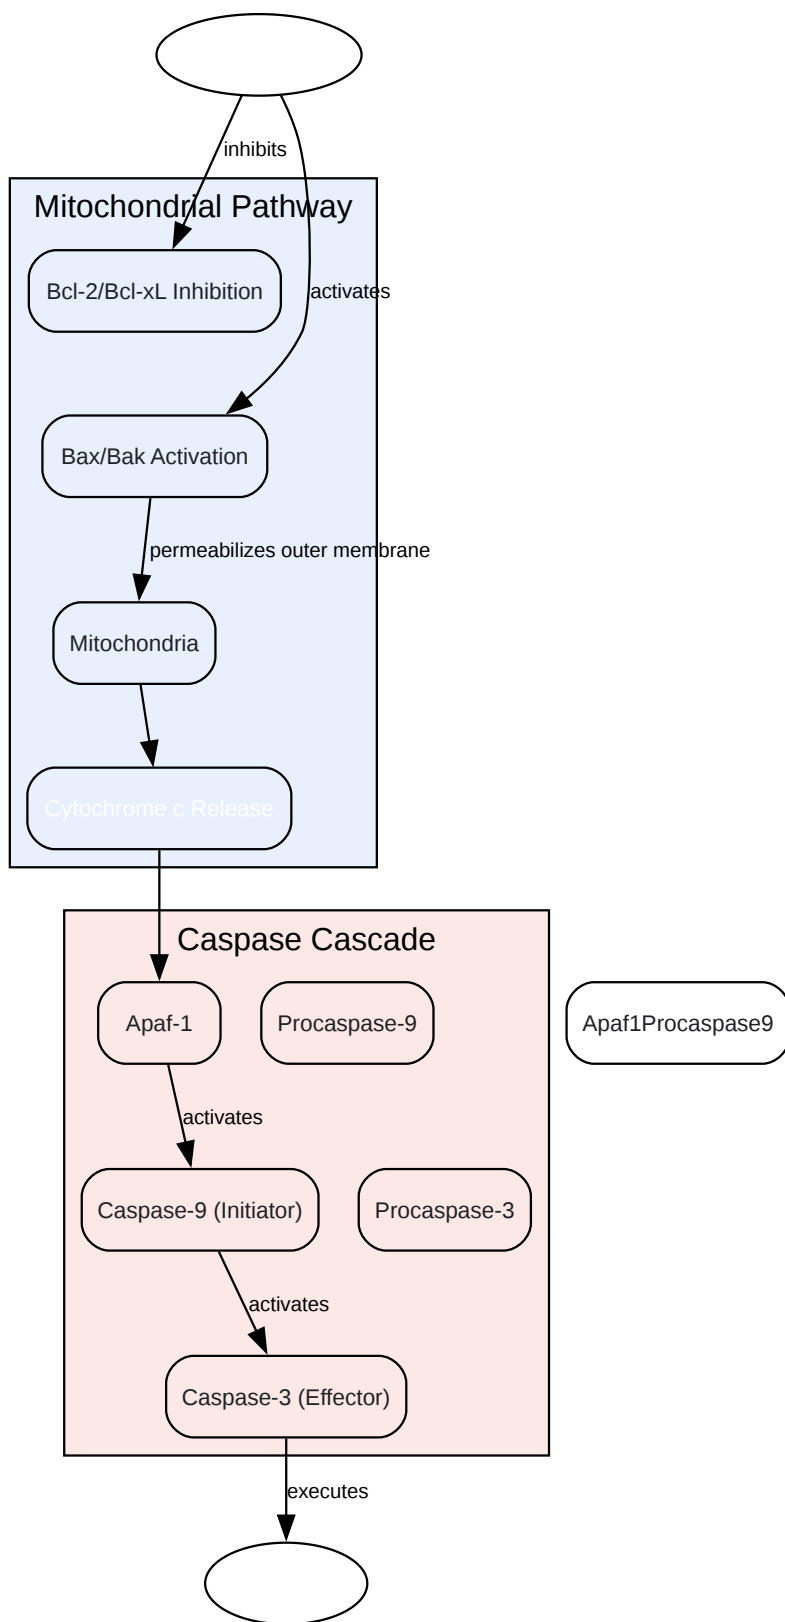 inhibits
Mitochondrial Pathway
Bcl-2/Bcl-xL Inhibition
activates
Bax/Bak Activation
permeabilizes outer membrane
Mitochondria
Cytochrome c Release
Caspase Cascade
Apaf-1
Procaspase-9
Apaf1Procaspase9
activates
Caspase-9 (Initiator)
Procaspase-3
activates
Caspase-3 (Effector)
executes